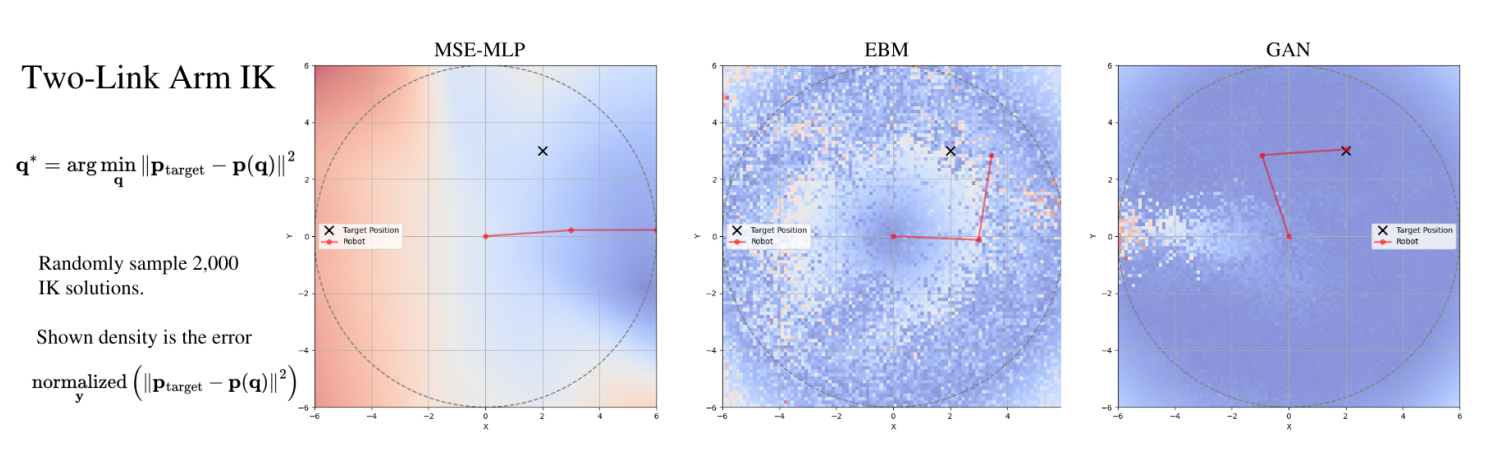 Two-Link Arm IK
q* = arg min_q ||p_target − p(q)||²
Randomly sample 2,000
IK solutions.
Shown density is the error
normalized_y (||p_target − p(q)||²)
MSE-MLP
6
4
2
0
−2
−4
−6
Y
Target Position
Robot
−6 −4 −2 0 2 4 6
X
EBM
6
4
2
0
−2
−4
−6
Y
Target Position
Robot
−6 −4 −2 0 2 4
X
GAN
6
4
2
0
−2
−4
−6
Y
Target Position
Robot
−6 −4 −2 0 2 4 6
X